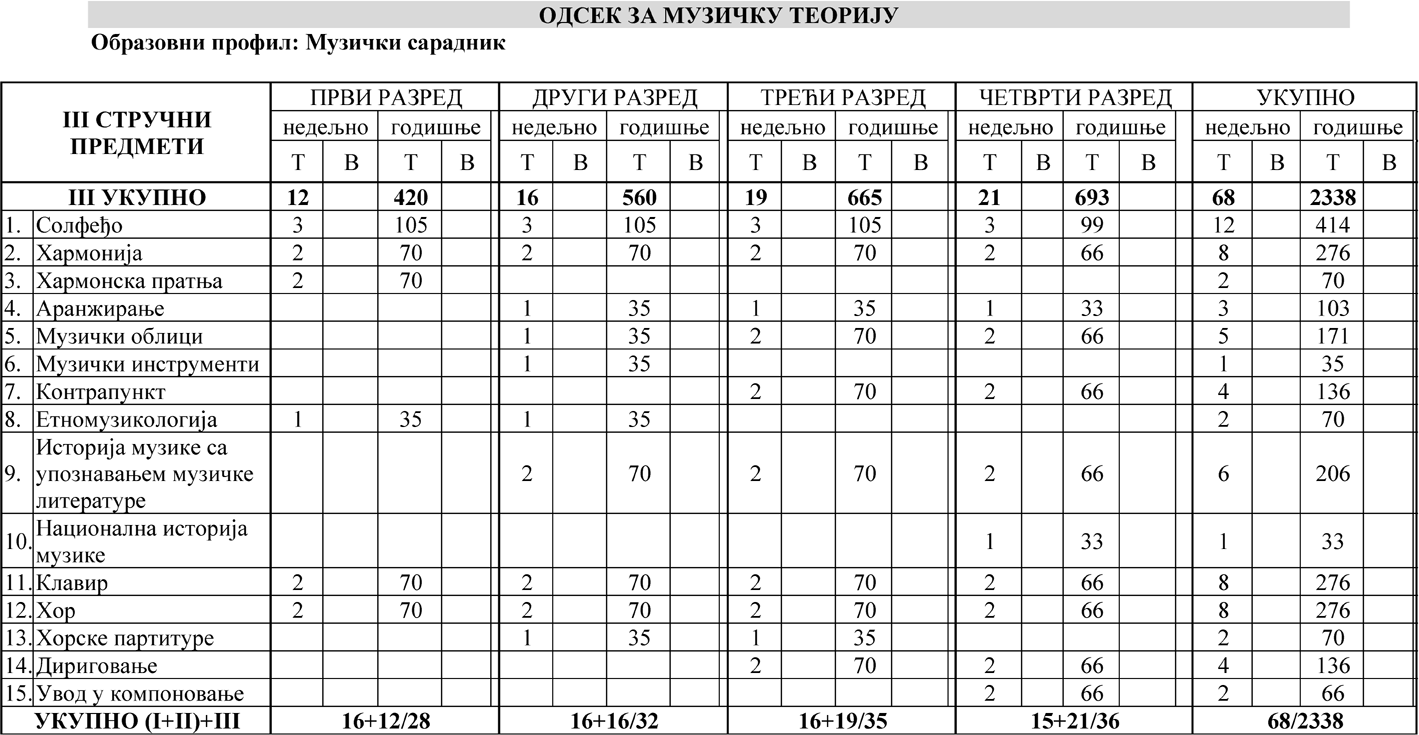 ОДСЕК ЗА МУЗИЧКУ ТЕОРИЈУ
Образовни профил: Музички сарадник
III СТРУЧНИ ПРЕДМЕТИ ПРВИ РАЗРЕД ДРУГИ РАЗРЕД ТРЕЋИ РАЗРЕД ЧЕТВРТИ РАЗРЕД УКУПНО
недељно годишње недељно годишње недељно годишње недељно годишње недељно годишње
Т В Т В Т В Т В Т В Т В Т В Т В Т В Т В
III УКУПНО 12 420 16 560 19 665 21 693 68 2338
1. Солфеђо 3 105 3 105 3 105 3 99 12 414
2. Хармонија 2 70 2 70 2 70 2 66 8 276
3. Хармонска пратња 2 70 2 70
4. Аранжирање 1 35 1 35 1 33 3 103
5. Музички облици 1 35 2 70 2 66 5 171
6. Музички инструменти 1 35 1 35
7. Контрапункт 2 70 2 66 4 136
8. Етномузикологија 1 35 1 35 2 70
9. Историја музике са
упознавањем музичке
литературе 2 70 2 70 2 66 6 206
10. Национална историја
музике 1 33 1 33
11. Клавир 2 70 2 70 2 70 2 66 8 276
12. Хор 2 70 2 70 2 70 2 66 8 276
13. Хорске партитуре 1 35 1 35 2 70
14. Дириговање 2 70 2 66 4 136
15. Увод у компоновање 2 66 2 66
УКУПНО (I+II)+III 16+12/28 16+16/32 16+19/35 15+21/36 68/2338